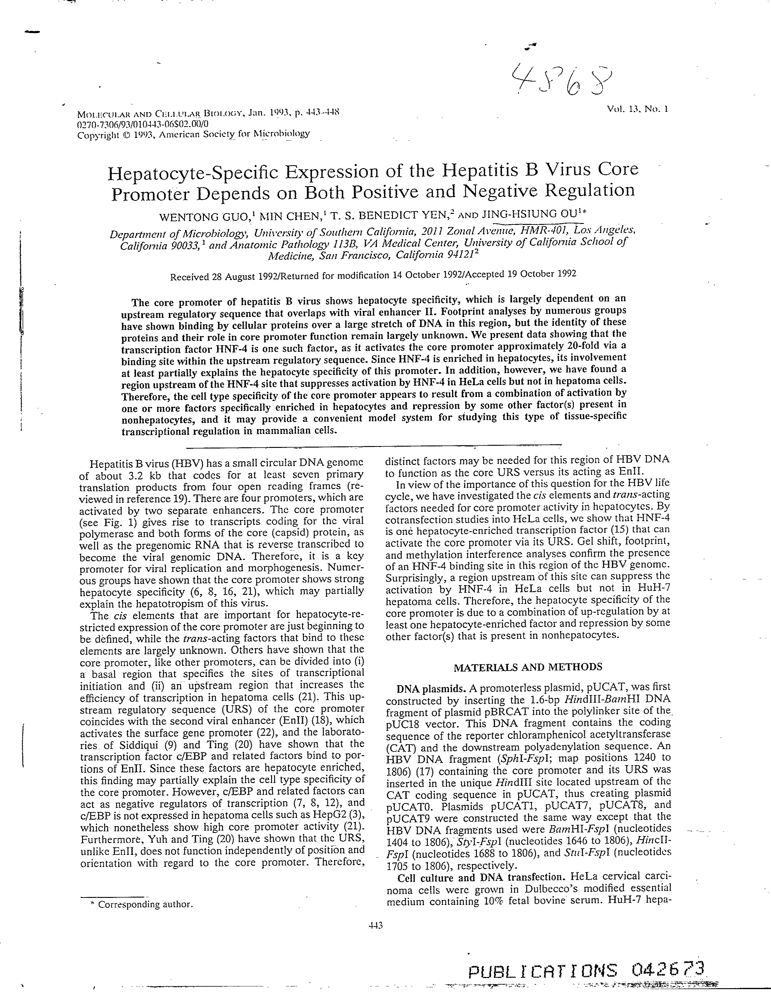 4868
MOLECULAR AND CELLULAR BIOLOGY, Jan. 1993, p. 443-448
0270-7306/93/010443-06$02.00/0
Copyright © 1993, American Society for Microbiology
Vol. 13, No. 1
Hepatocyte-Specific Expression of the Hepatitis B Virus Core
Promoter Depends on Both Positive and Negative Regulation
WENTONG GUO,¹ MIN CHEN,¹ T. S. BENEDICT YEN,² AND JING-HSIUNG OU¹*
Department of Microbiology, University of Southern California, 2011 Zonal Avenue, HMR-401, Los Angeles,
California 90033,¹ and Anatomic Pathology 113B, VA Medical Center, University of California School of
Medicine, San Francisco, California 94121²
Received 28 August 1992/Returned for modification 14 October 1992/Accepted 19 October 1992
The core promoter of hepatitis B virus shows hepatocyte specificity, which is largely dependent on an
upstream regulatory sequence that overlaps with viral enhancer II. Footprint analyses by numerous groups
have shown binding by cellular proteins over a large stretch of DNA in this region, but the identity of these
proteins and their role in core promoter function remain largely unknown. We present data showing that the
transcription factor HNF-4 is one such factor, as it activates the core promoter approximately 20-fold via a
binding site within the upstream regulatory sequence. Since HNF-4 is enriched in hepatocytes, its involvement
at least partially explains the hepatocyte specificity of this promoter. In addition, however, we have found a
region upstream of the HNF-4 site that suppresses activation by HNF-4 in HeLa cells but not in hepatoma cells.
Therefore, the cell type specificity of the core promoter appears to result from a combination of activation by
one or more factors specifically enriched in hepatocytes and repression by some other factor(s) present in
nonhepatocytes, and it may provide a convenient model system for studying this type of tissue-specific
transcriptional regulation in mammalian cells.
Hepatitis B virus (HBV) has a small circular DNA genome
of about 3.2 kb that codes for at least seven primary
translation products from four open reading frames (re-
viewed in reference 19). There are four promoters, which are
activated by two separate enhancers. The core promoter
(see Fig. 1) gives rise to transcripts coding for the viral
polymerase and both forms of the core (capsid) protein, as
well as the pregenomic RNA that is reverse transcribed to
become the viral genomic DNA. Therefore, it is a key
promoter for viral replication and morphogenesis. Numer-
ous groups have shown that the core promoter shows strong
hepatocyte specificity (6, 8, 16, 21), which may partially
explain the hepatotropism of this virus.
The cis elements that are important for hepatocyte-re-
stricted expression of the core promoter are just beginning to
be defined, while the trans-acting factors that bind to these
elements are largely unknown. Others have shown that the
core promoter, like other promoters, can be divided into (i)
a basal region that specifies the sites of transcriptional
initiation and (ii) an upstream region that increases the
efficiency of transcription in hepatoma cells (21). This up-
stream regulatory sequence (URS) of the core promoter
coincides with the second viral enhancer (EnII) (18), which
activates the surface gene promoter (22), and the laborato-
ries of Siddiqui (9) and Ting (20) have shown that the
transcription factor c/EBP and related factors bind to por-
tions of EnII. Since these factors are hepatocyte enriched,
this finding may partially explain the cell type specificity of
the core promoter. However, c/EBP and related factors can
act as negative regulators of transcription (7, 8, 12), and
c/EBP is not expressed in hepatoma cells such as HepG2 (3),
which nonetheless show high core promoter activity (21).
Furthermore, Yuh and Ting (20) have shown that the URS,
unlike EnII, does not function independently of position and
orientation with regard to the core promoter. Therefore,
* Corresponding author.
distinct factors may be needed for this region of HBV DNA
to function as the core URS versus its acting as EnII.
In view of the importance of this question for the HBV life
cycle, we have investigated the cis elements and trans-acting
factors needed for core promoter activity in hepatocytes. By
cotransfection studies into HeLa cells, we show that HNF-4
is one hepatocyte-enriched transcription factor (15) that can
activate the core promoter via its URS. Gel shift, footprint,
and methylation interference analyses confirm the presence
of an HNF-4 binding site in this region of the HBV genome.
Surprisingly, a region upstream of this site can suppress the
activation by HNF-4 in HeLa cells but not in HuH-7
hepatoma cells. Therefore, the hepatocyte specificity of the
core promoter is due to a combination of up-regulation by at
least one hepatocyte-enriched factor and repression by some
other factor(s) that is present in nonhepatocytes.
MATERIALS AND METHODS
DNA plasmids. A promoterless plasmid, pUCAT, was first
constructed by inserting the 1.6-bp HindIII-BamHI DNA
fragment of plasmid pBRCAT into the polylinker site of the
pUC18 vector. This DNA fragment contains the coding
sequence of the reporter chloramphenicol acetyltransferase
(CAT) and the downstream polyadenylation sequence. An
HBV DNA fragment (SphI-FspI; map positions 1240 to
1806) (17) containing the core promoter and its URS was
inserted in the unique HindIII site located upstream of the
CAT coding sequence in pUCAT, thus creating plasmid
pUCAT0. Plasmids pUCAT1, pUCAT7, pUCAT8, and
pUCAT9 were constructed the same way except that the
HBV DNA fragments used were BamHI-FspI (nucleotides
1404 to 1806), StyI-FspI (nucleotides 1646 to 1806), HincII-
FspI (nucleotides 1688 to 1806), and StuI-FspI (nucleotides
1705 to 1806), respectively.
Cell culture and DNA transfection. HeLa cervical carci-
noma cells were grown in Dulbecco's modified essential
medium containing 10% fetal bovine serum. HuH-7 hepa-
443
PUBLICATIONS 042673